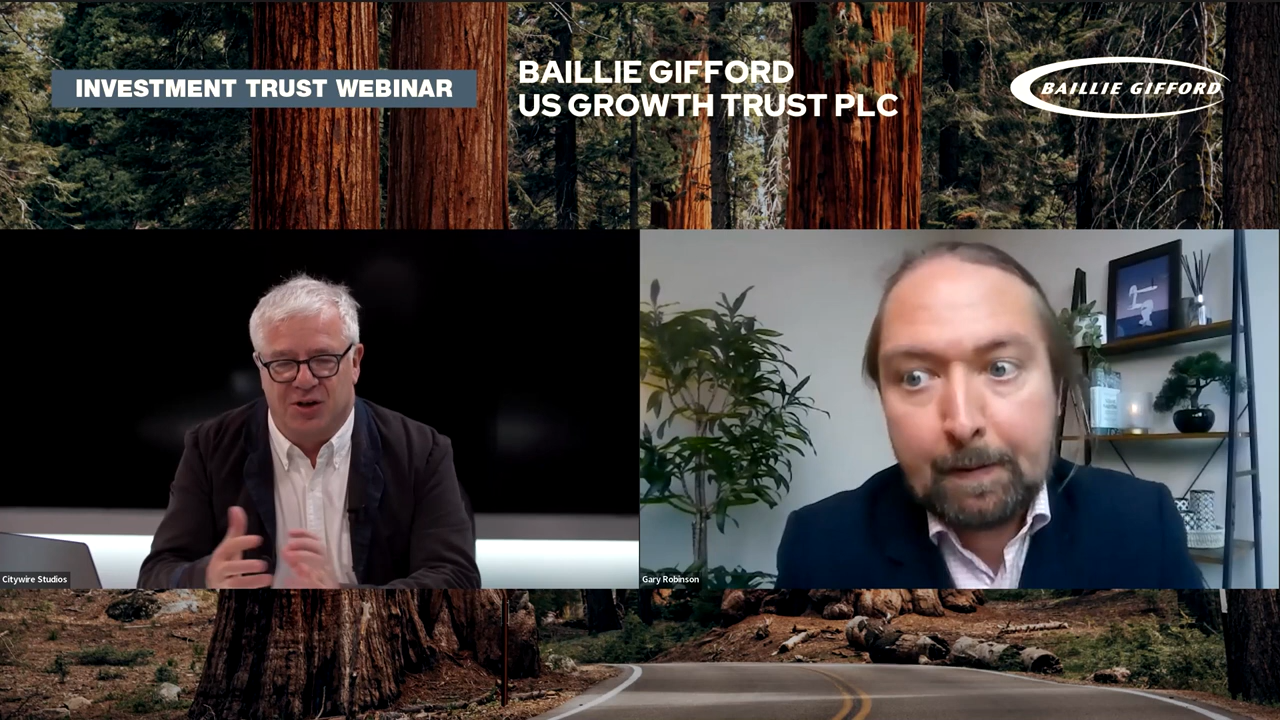 INVESTMENT TRUST WEBINAR
BAILLIE GIFFORD
US GROWTH TRUST PLC
BAILLIE GIFFORD
Citywire Studios
Gary Robinson